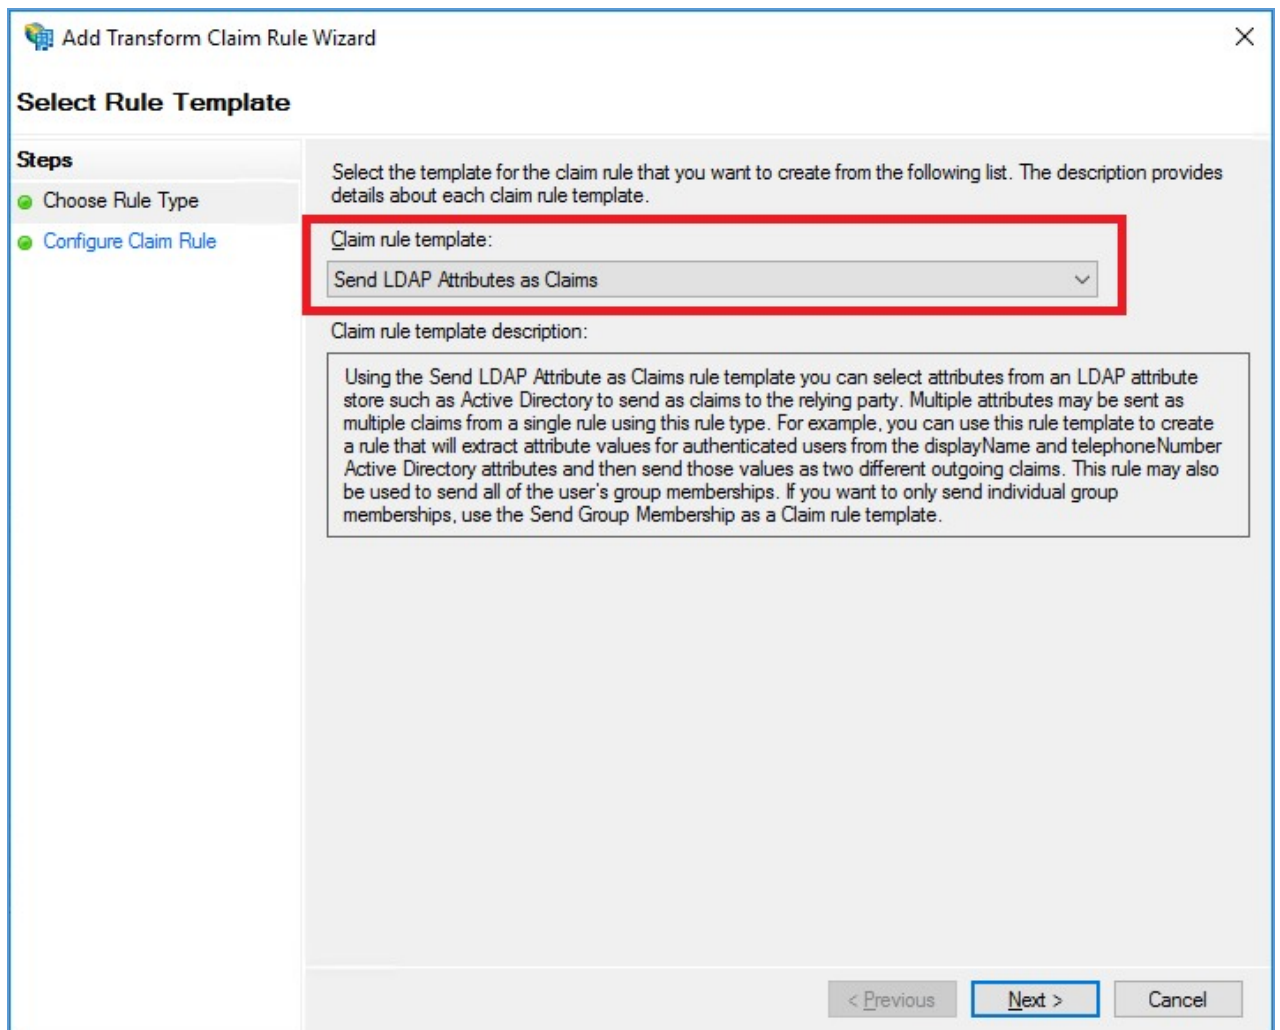 Add Transform Claim Rule Wizard
Select Rule Template
Steps
Choose Rule Type
Configure Claim Rule
Select the template for the claim rule that you want to create from the following list. The description provides
details about each claim rule template.
Claim rule template:
Send LDAP Attributes as Claims
Claim rule template description:
Using the Send LDAP Attribute as Claims rule template you can select attributes from an LDAP attribute
store such as Active Directory to send as claims to the relying party. Multiple attributes may be sent as
multiple claims from a single rule using this rule type. For example, you can use this rule template to create
a rule that will extract attribute values for authenticated users from the displayName and telephoneNumber
Active Directory attributes and then send those values as two different outgoing claims. This rule may also
be used to send all of the user's group memberships. If you want to only send individual group
memberships, use the Send Group Membership as a Claim rule template.
< Previous
Next >
Cancel